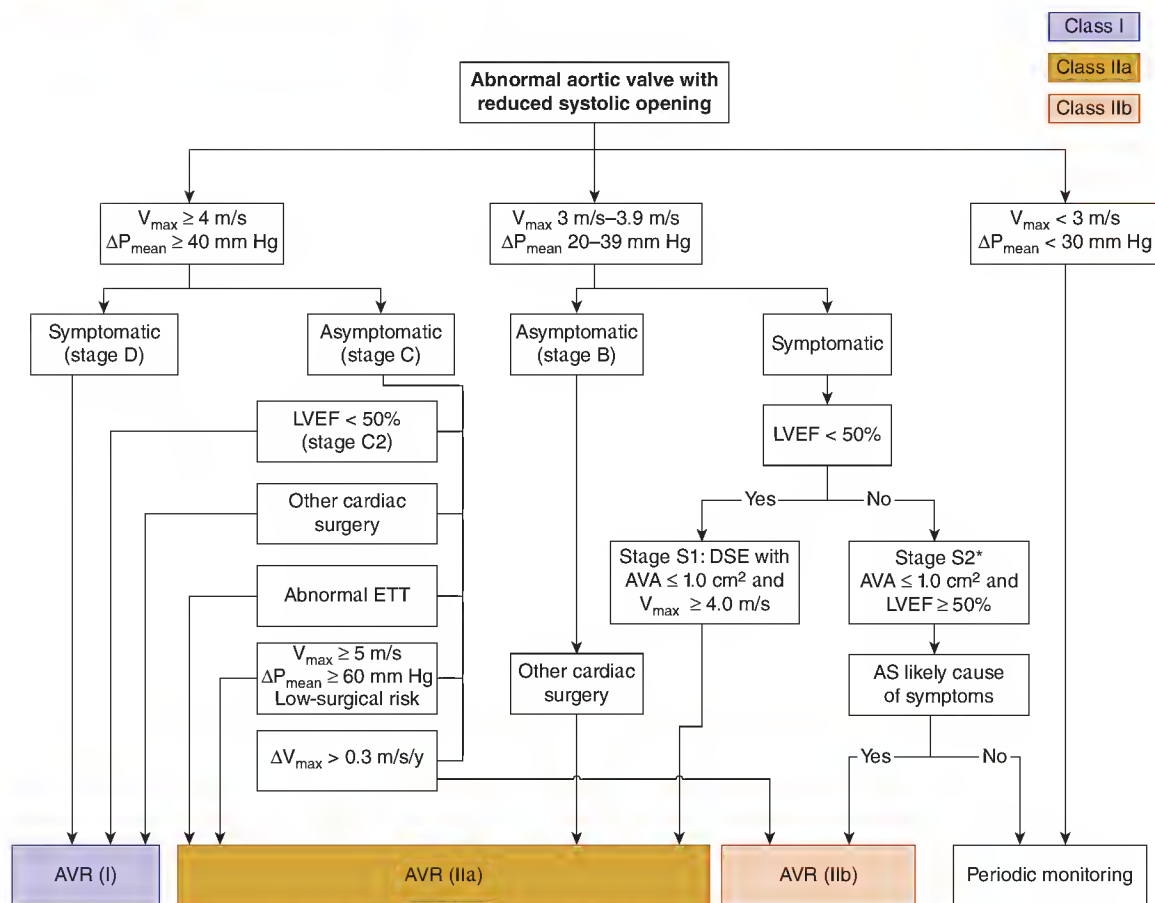 Class I
Class IIa
Class IIb
Abnormal aortic valve with
reduced systolic opening
Vmax ≥ 4 m/s
ΔPmean ≥ 40 mm Hg
Vmax 3 m/s–3.9 m/s
ΔPmean 20–39 mm Hg
Vmax < 3 m/s
ΔPmean < 30 mm Hg
Symptomatic
(stage D)
Asymptomatic
(stage C)
Asymptomatic
(stage B)
Symptomatic
LVEF < 50%
(stage C2)
LVEF < 50%
Other cardiac
surgery
Yes
No
Abnormal ETT
Stage S1: DSE with
AVA ≤ 1.0 cm² and
Vmax ≥ 4.0 m/s
Stage S2*
AVA ≤ 1.0 cm² and
LVEF ≥ 50%
Vmax ≥ 5 m/s
ΔPmean ≥ 60 mm Hg
Low-surgical risk
Other cardiac
surgery
AS likely cause
of symptoms
ΔVmax > 0.3 m/s/y
Yes
No
AVR (I)
AVR (IIa)
AVR (IIb)
Periodic monitoring